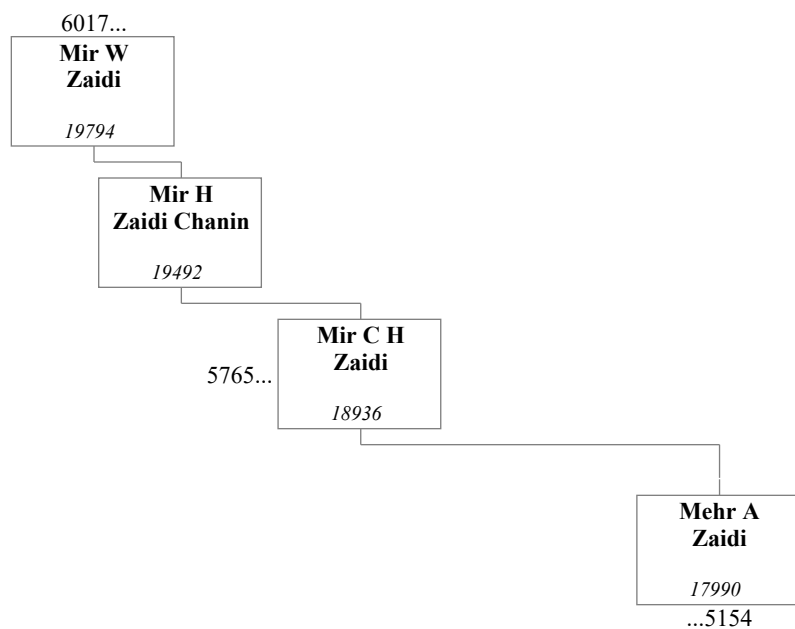 6017...
Mir W
Zaidi
19794
Mir H
Zaidi Chanin
19492
Mir C H
Zaidi
5765...
18936
Mehr A
Zaidi
17990
...5154